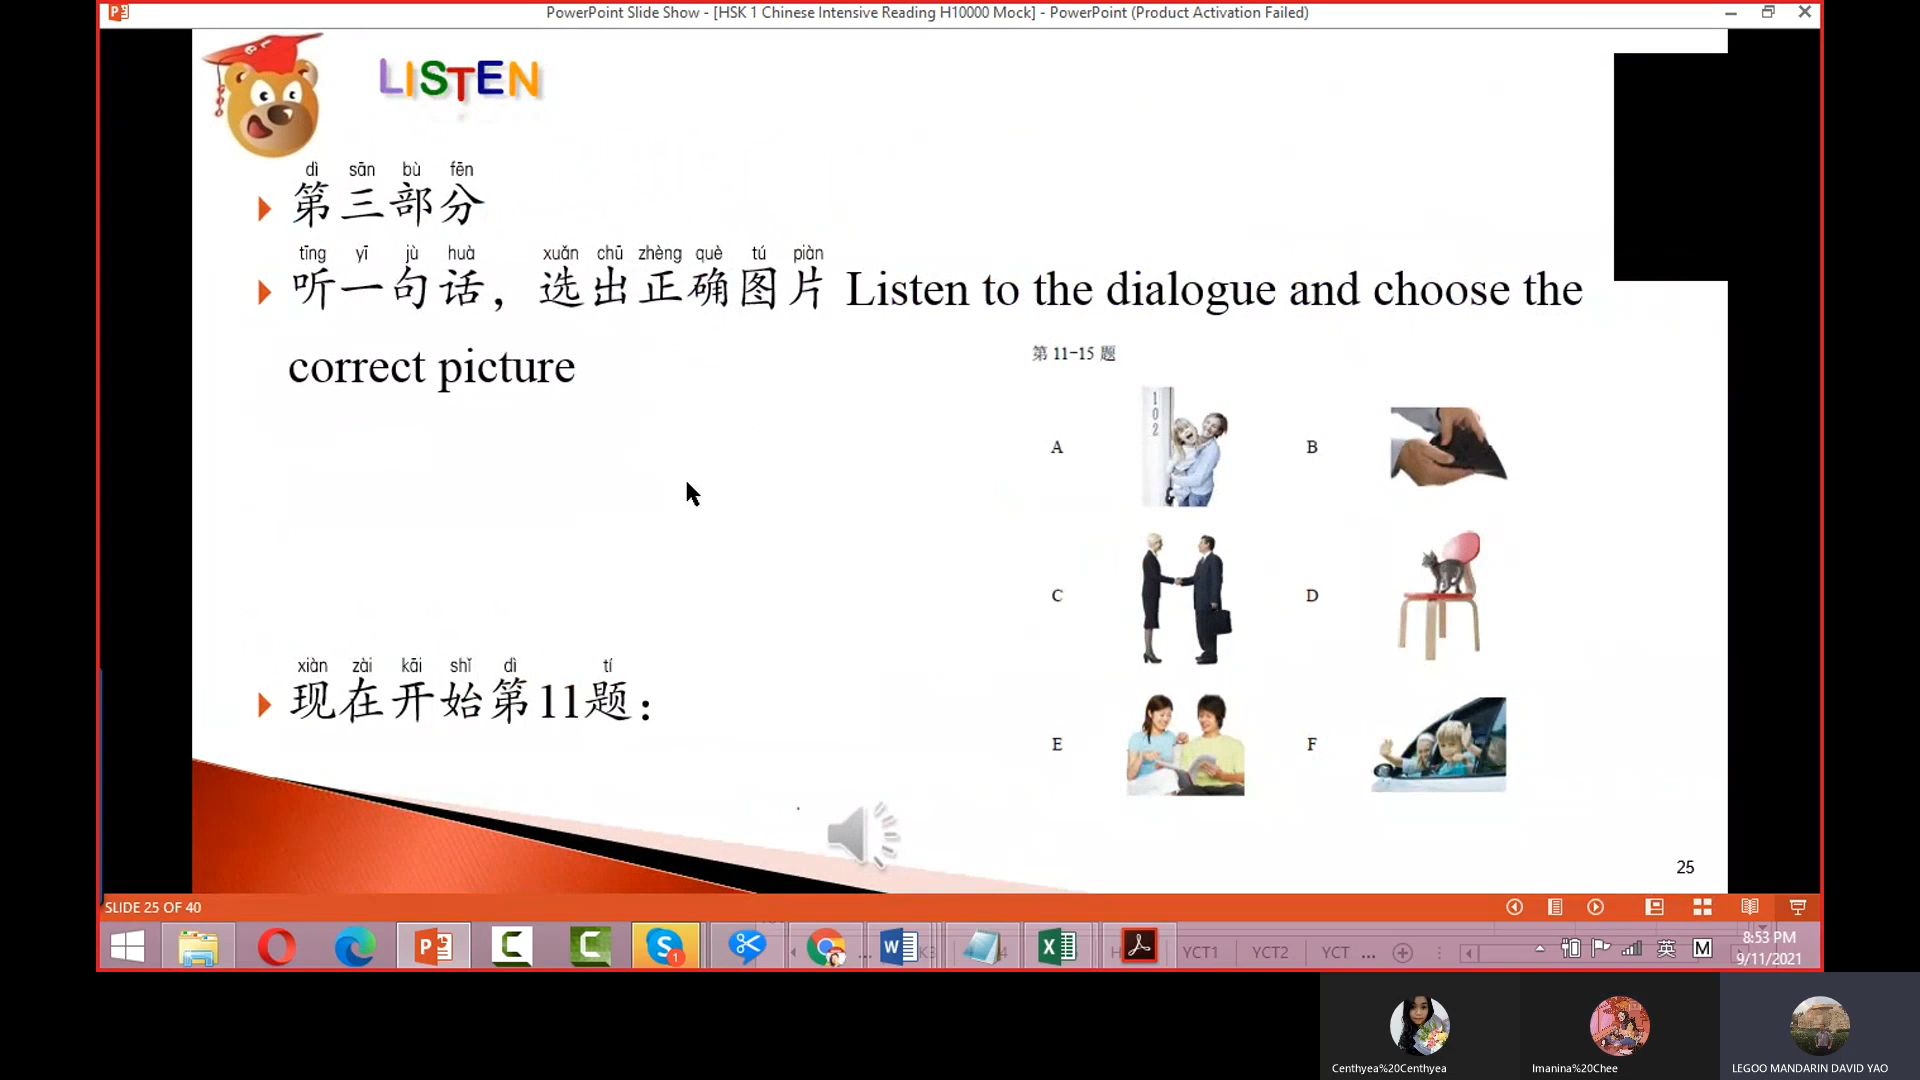 PowerPoint Slide Show - [HSK 1 Chinese Intensive Reading H10000 Mock] - PowerPoint (Product Activation Failed)
LISTEN
dì sān bù fēn
第三部分
tīng yī jù huà xuǎn chū zhèng què tú piàn
听一句话，选出正确图片 Listen to the dialogue and choose the
correct picture
第 11-15 题
102
A
B
C
D
E
F
xiàn zài kāi shǐ dì tí
现在开始第11题：
25
SLIDE 25 OF 40
YCT1 YCT2 YCT ...
英 M
8:53 PM
9/11/2021
Centhyea%20Centhyea
Imanina%20Chee
LEGOO MANDARIN DAVID YAO